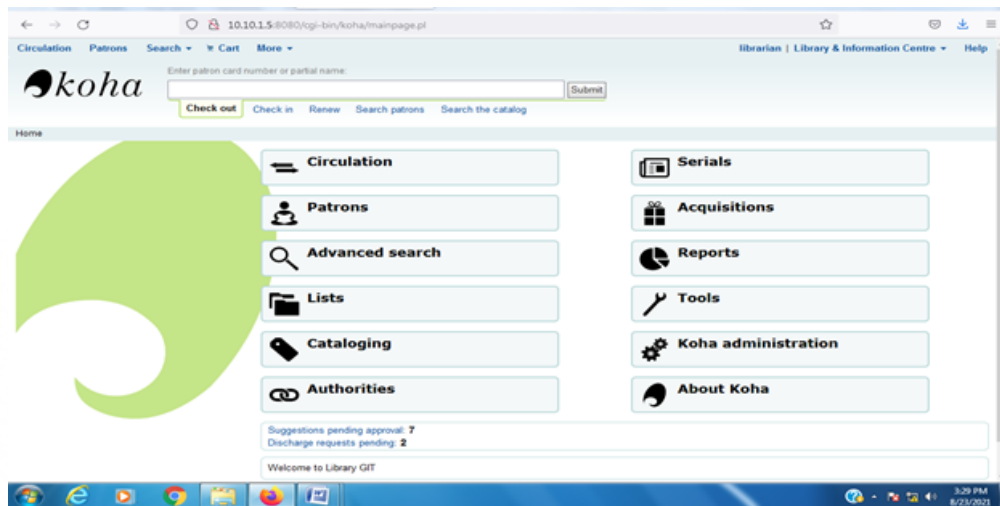 10.10.1.5:8080/cgi-bin/koha/mainpage.pl
Circulation Patrons Search Cart More librarian | Library & Information Centre Help
koha
Enter patron card number or partial name:
Submit
Check out Check in Renew Search patrons Search the catalog
Home
Circulation Serials
Patrons Acquisitions
Advanced search Reports
Lists Tools
Cataloging Koha administration
Authorities About Koha
Suggestions pending approval: 7
Discharge requests pending: 2
Welcome to Library GIT
3:29 PM
8/23/2021